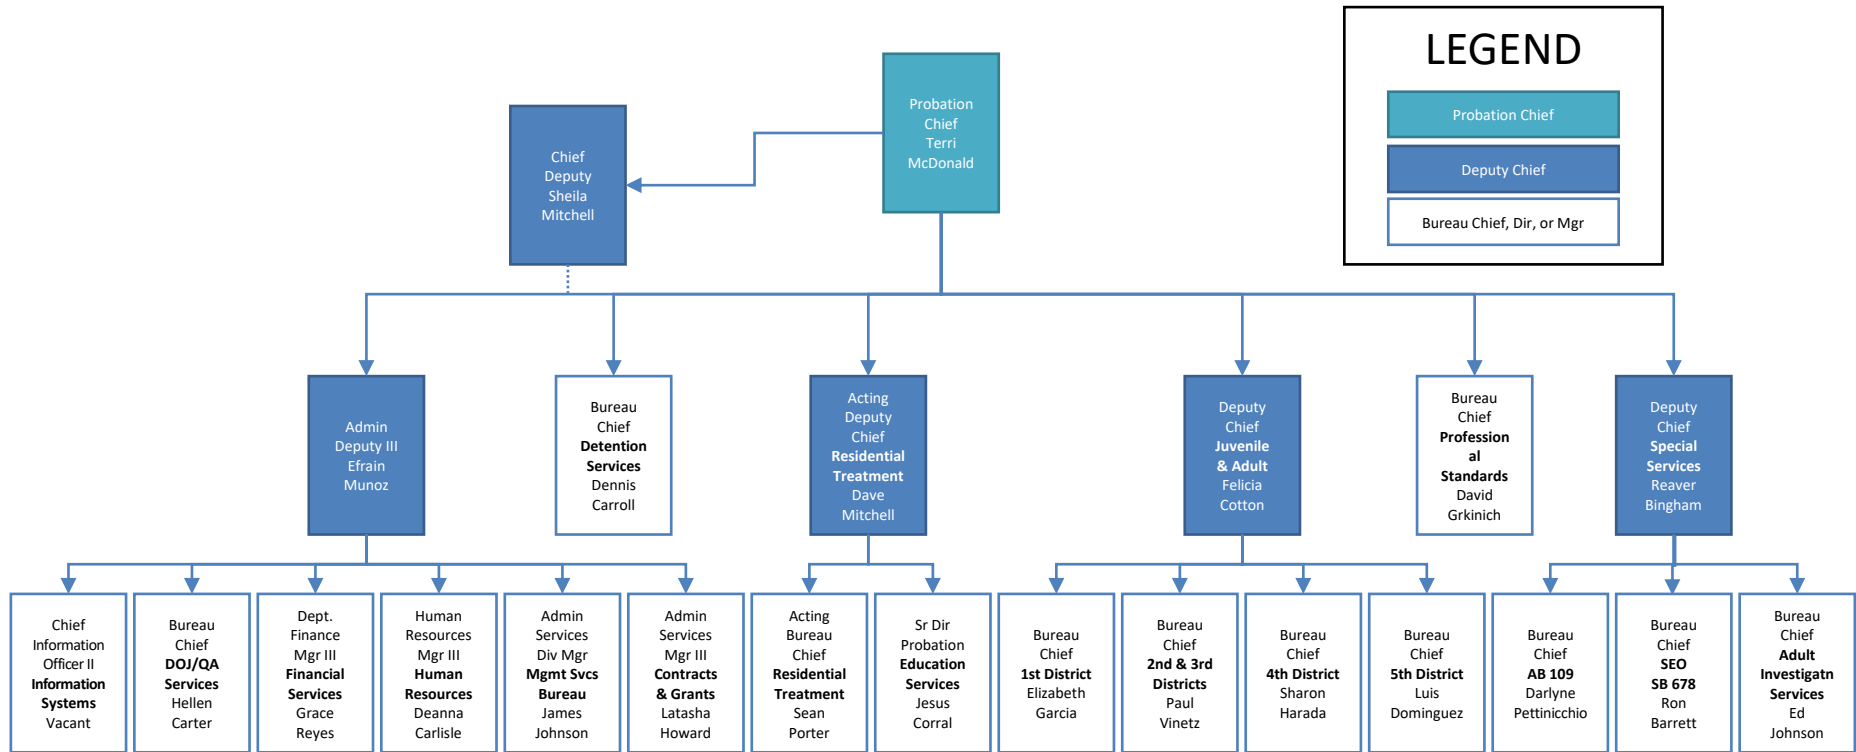 LEGEND
Probation Chief
Deputy Chief
Bureau Chief, Dir, or Mgr
Probation
Chief
Terri
McDonald
Chief
Deputy
Sheila
Mitchell
Admin
Deputy III
Efrain
Munoz
Bureau
Chief
Detention
Services
Dennis
Carroll
Acting
Deputy
Chief
Residential
Treatment
Dave
Mitchell
Deputy
Chief
Juvenile
& Adult
Felicia
Cotton
Bureau
Chief
Profession
al
Standards
David
Grkinich
Deputy
Chief
Special
Services
Reaver
Bingham
Chief
Information
Officer II
Information
Systems
Vacant
Bureau
Chief
DOJ/QA
Services
Hellen
Carter
Dept.
Finance
Mgr III
Financial
Services
Grace
Reyes
Human
Resources
Mgr III
Human
Resources
Deanna
Carlisle
Admin
Services
Div Mgr
Mgmt Svcs
Bureau
James
Johnson
Admin
Services
Mgr III
Contracts
& Grants
Latasha
Howard
Acting
Bureau
Chief
Residential
Treatment
Sean
Porter
Sr Dir
Probation
Education
Services
Jesus
Corral
Bureau
Chief
1st District
Elizabeth
Garcia
Bureau
Chief
2nd & 3rd
Districts
Paul
Vinetz
Bureau
Chief
4th District
Sharon
Harada
Bureau
Chief
5th District
Luis
Dominguez
Bureau
Chief
AB 109
Darlyne
Pettinicchio
Bureau
Chief
SEO
SB 678
Ron
Barrett
Bureau
Chief
Adult
Investigatn
Services
Ed
Johnson